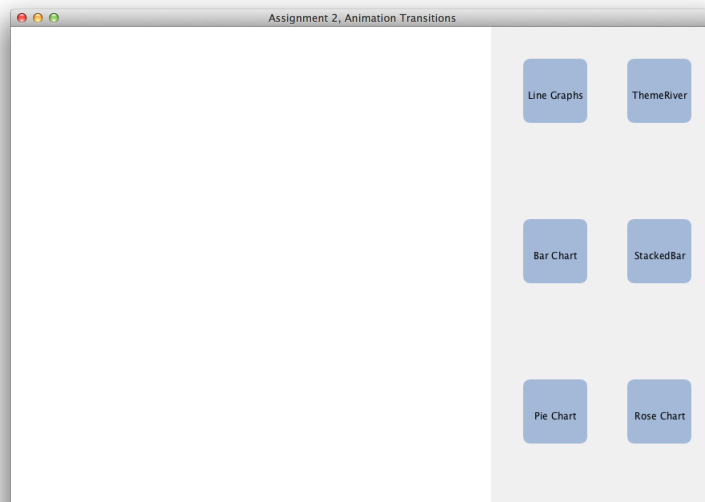 Assignment 2, Animation Transitions
Line Graphs
ThemeRiver
Bar Chart
StackedBar
Pie Chart
Rose Chart